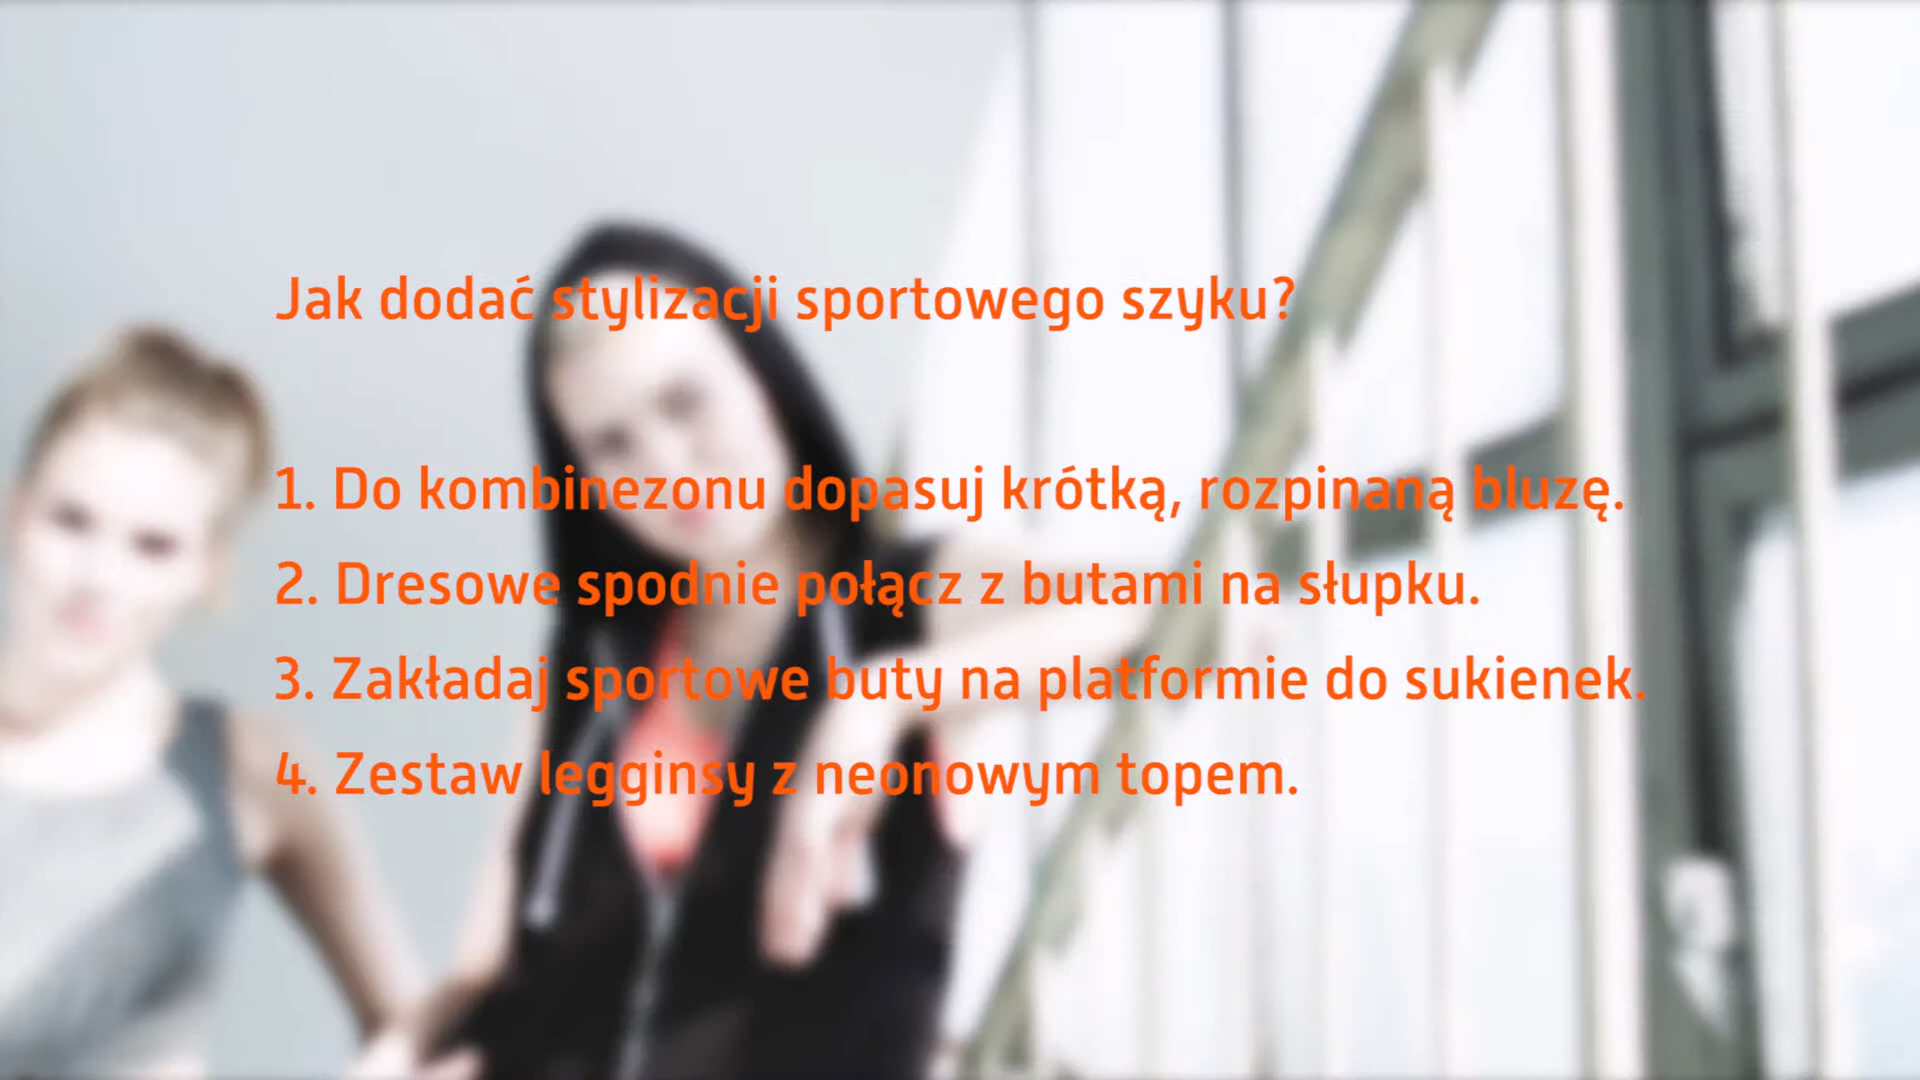 Jak dodać stylizacji sportowego szyku?
1. Do kombinezonu dopasuj krótką, rozpinaną bluzę.
2. Dresowe spodnie połącz z butami na słupku.
3. Zakładaj sportowe buty na platformie do sukienek.
4. Zestaw legginsy z neonowym topem.